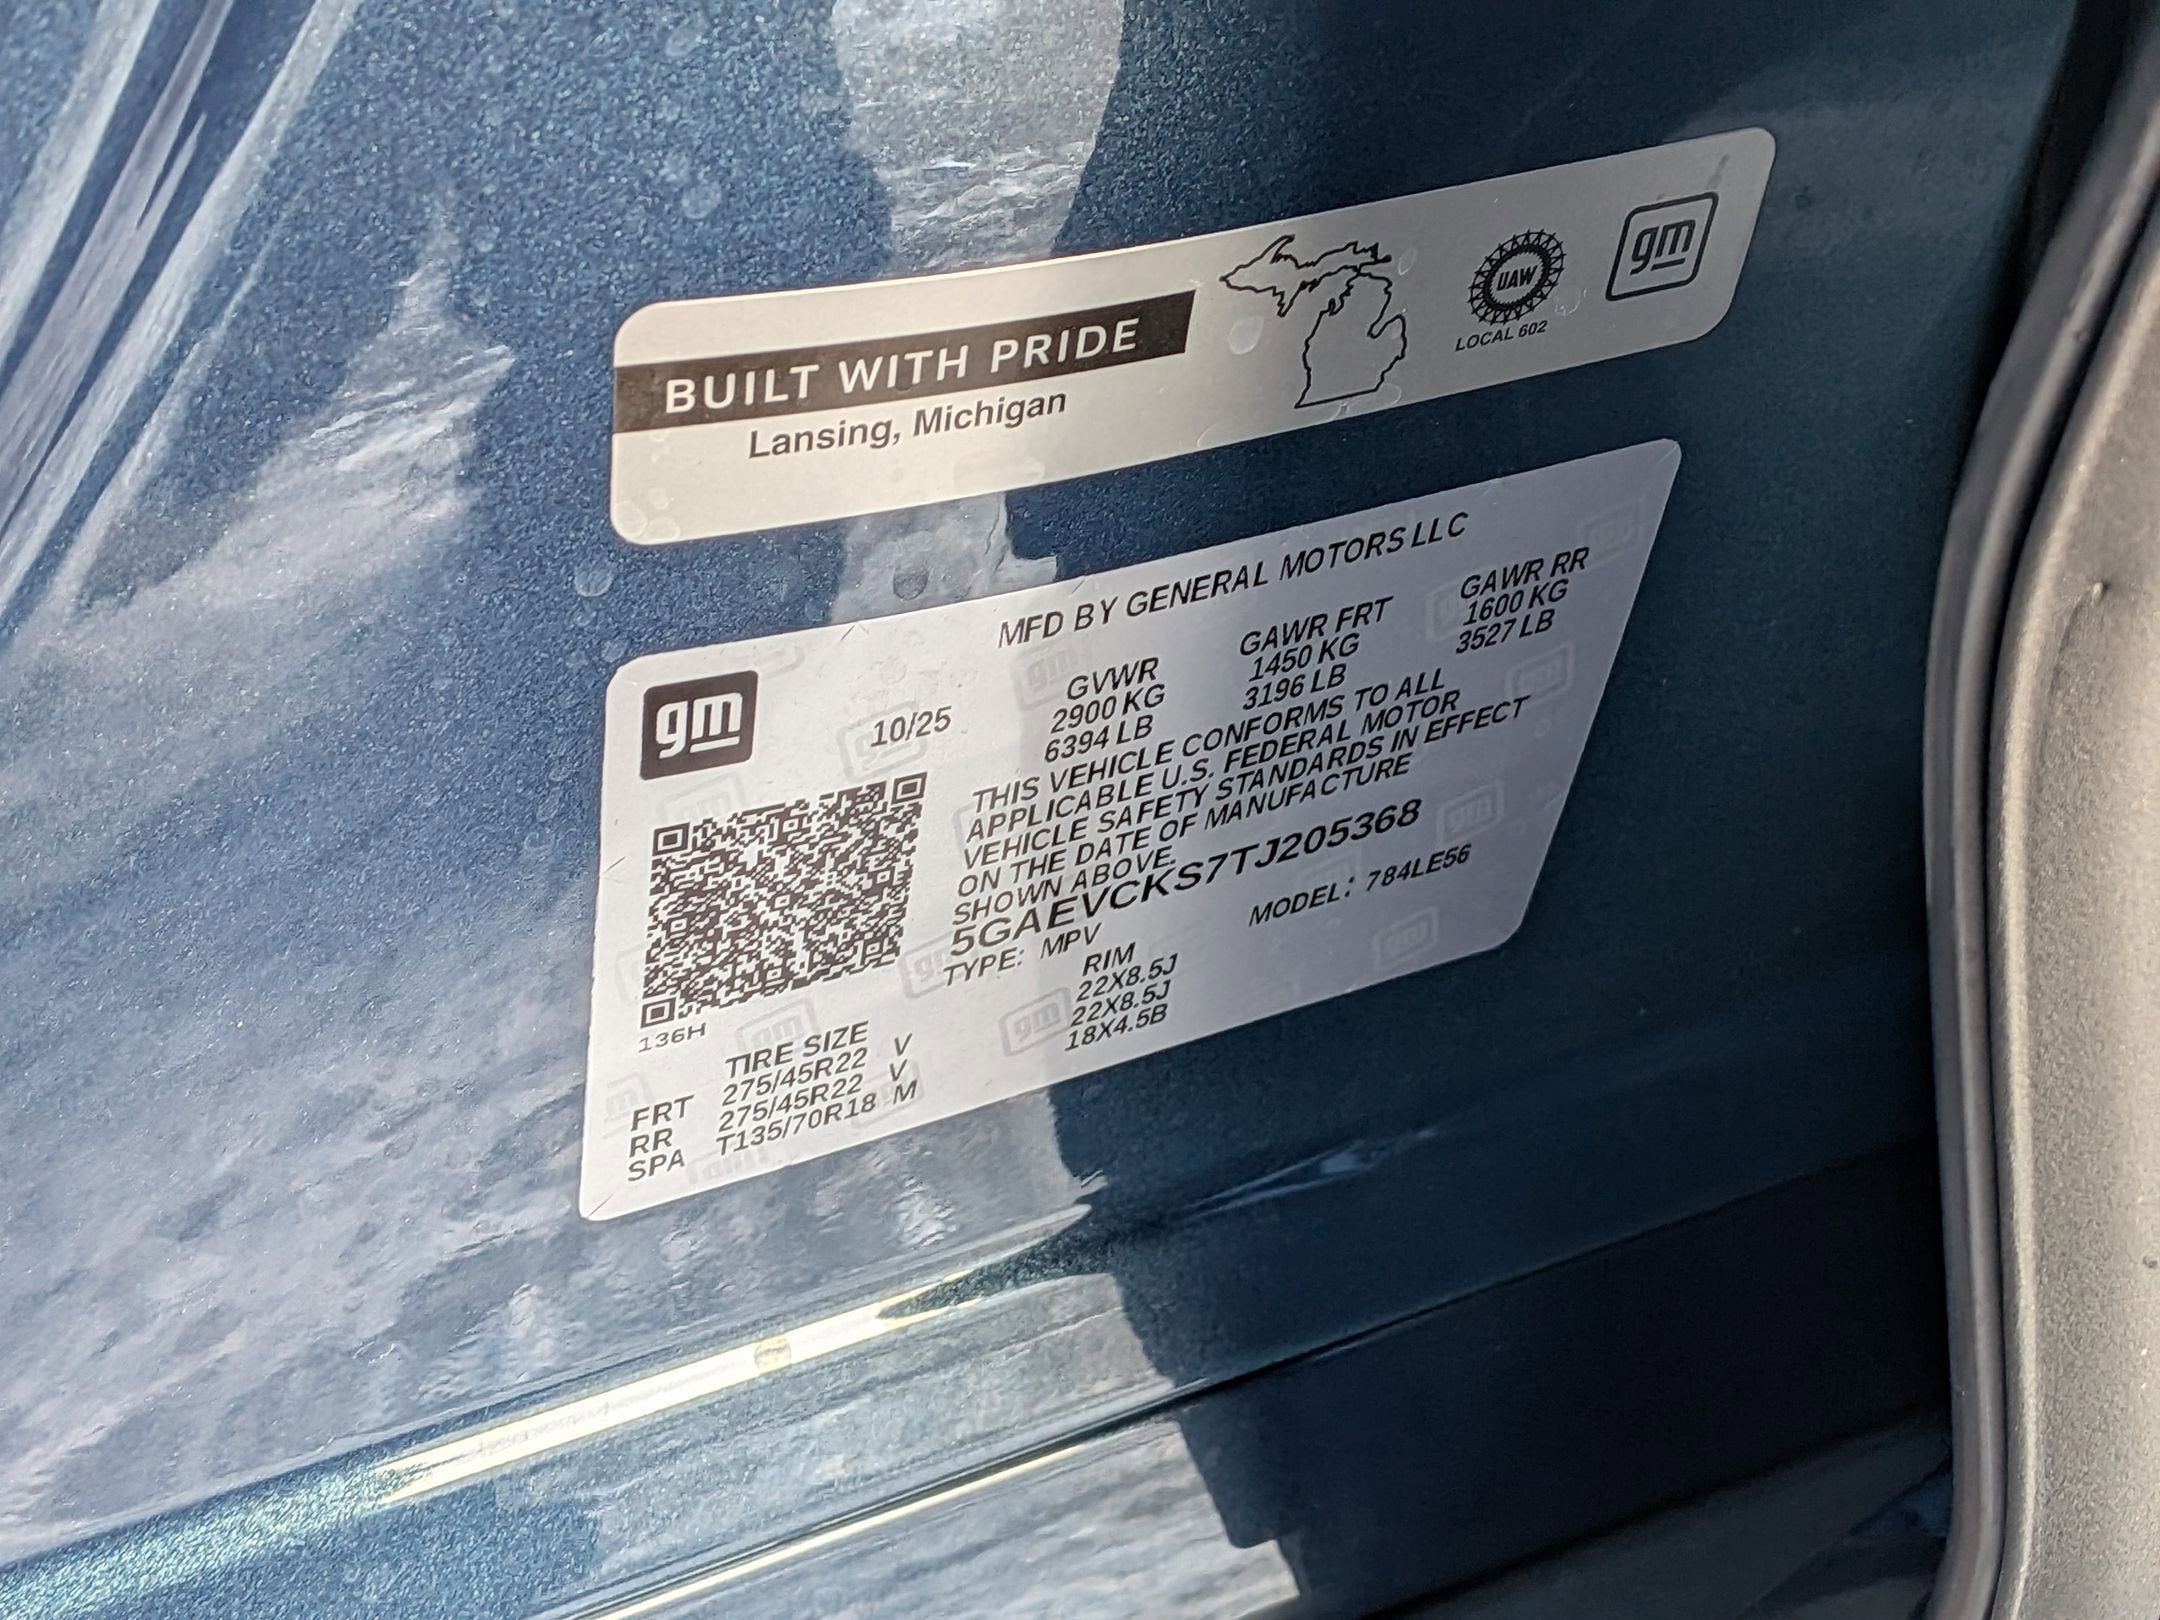 BUILT WITH PRIDE
Lansing, Michigan
UAW
LOCAL 602
gm
gm
MFD BY GENERAL MOTORS LLC
10/25
GVWR GAWR FRT GAWR RR
2900 KG 1450 KG 1600 KG
6394 LB 3196 LB 3527 LB
THIS VEHICLE CONFORMS TO ALL
APPLICABLE U.S. FEDERAL MOTOR
VEHICLE SAFETY STANDARDS IN EFFECT
ON THE DATE OF MANUFACTURE
SHOWN ABOVE.
5GAEVCKS7TJ205368
TYPE: MPV MODEL: 784LE56
136H
TIRE SIZE RIM
FRT 275/45R22 V 22X8.5J
RR 275/45R22 V 22X8.5J
SPA T135/70R18 M 18X4.5B